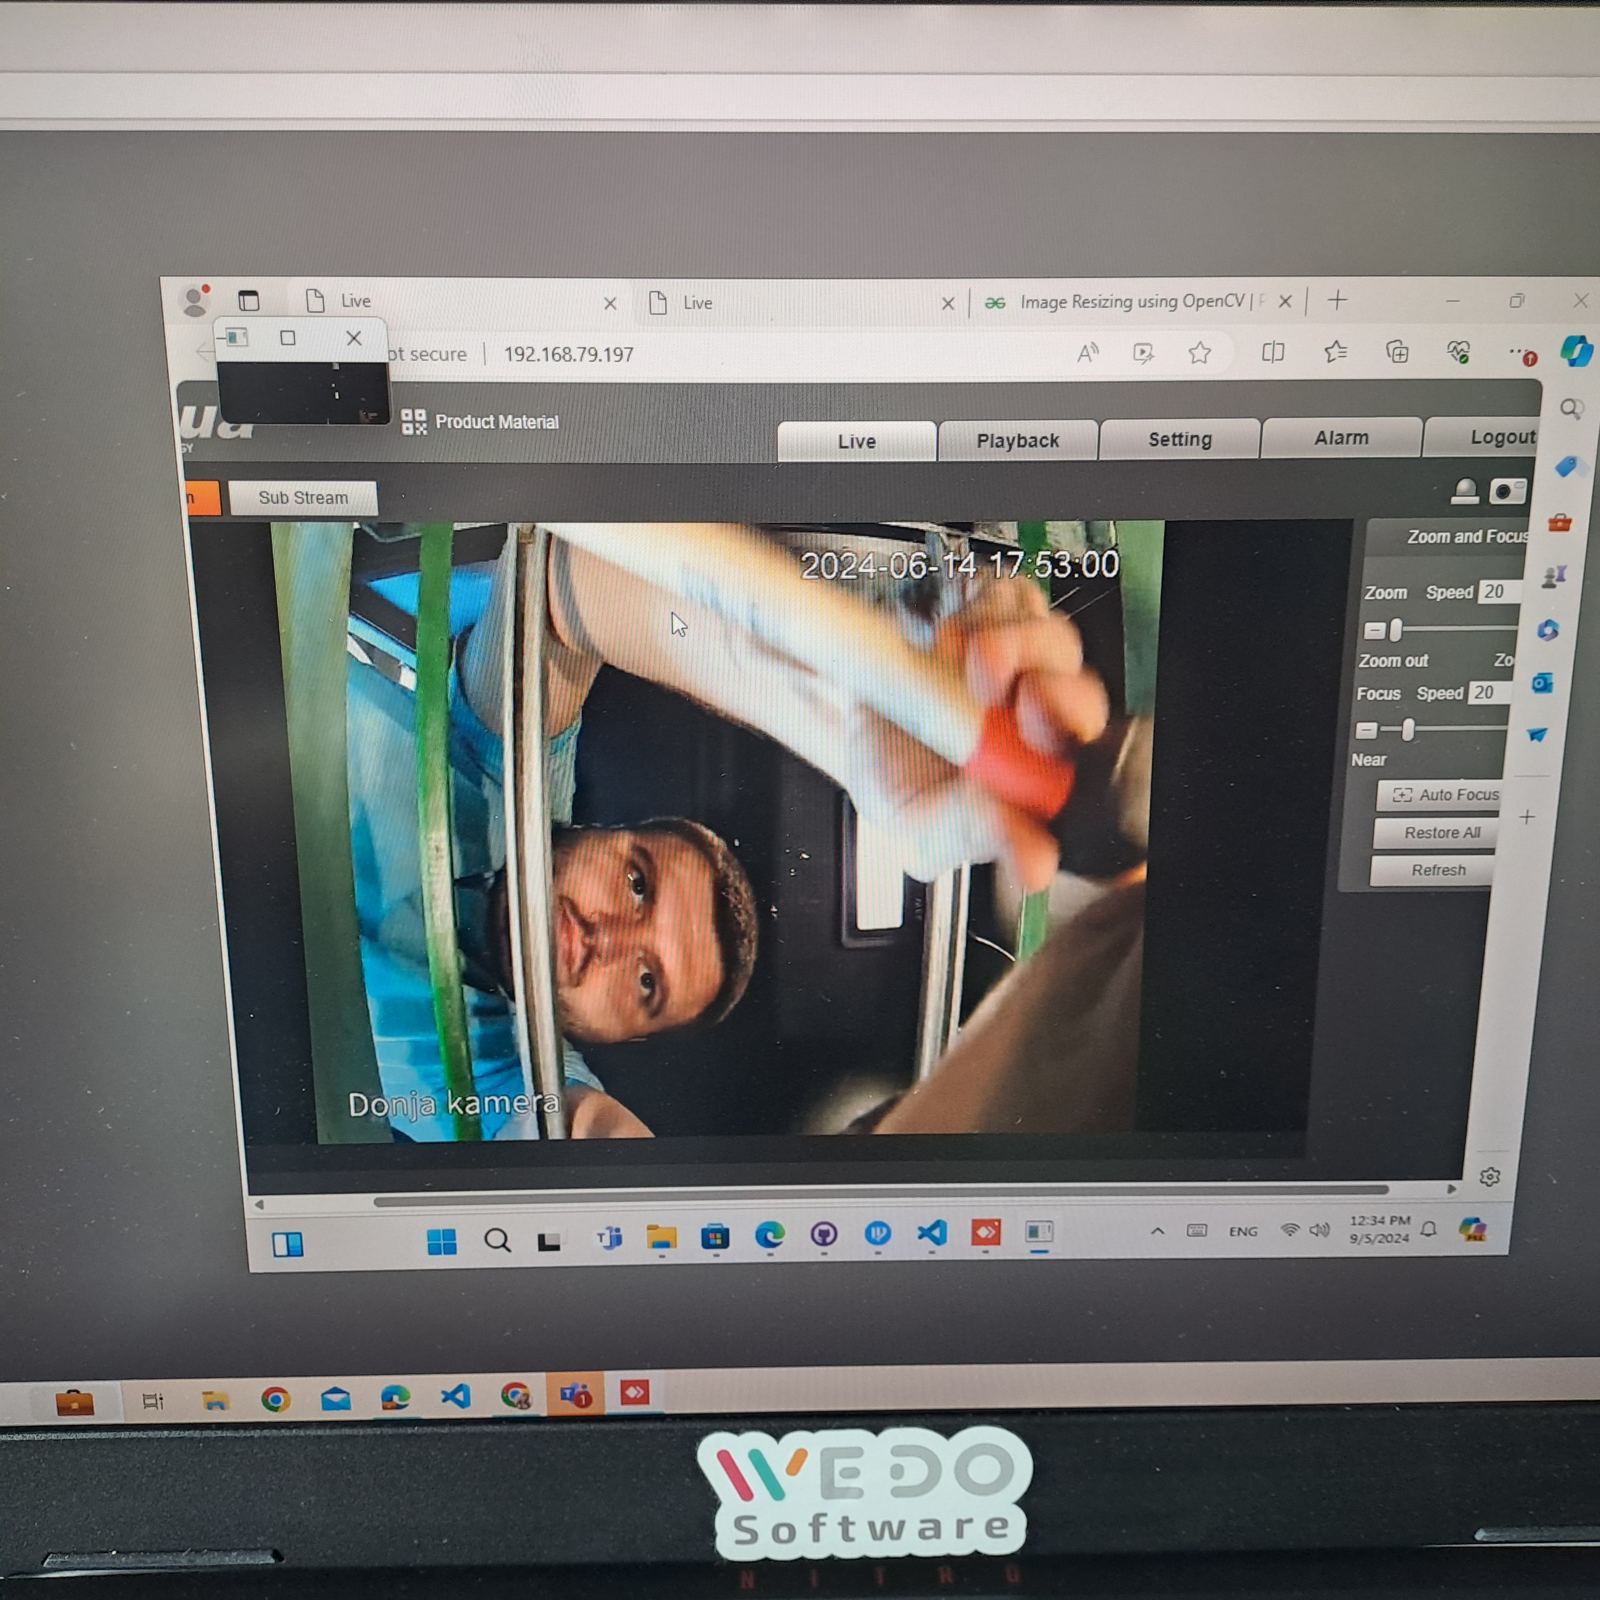 Live
Live
Image Resizing using OpenCV |
ot secure
192.168.79.197
Product Material
Live
Playback
Setting
Alarm
Logout
Sub Stream
2024-06-14 17:53:00
Zoom and Focus
Zoom Speed 20
Zoom out Zo
Focus Speed 20
Near
Auto Focus
Restore All
Refresh
Donja kamera
ENG
12:34 PM
9/5/2024
WEDO
Software
NITRO